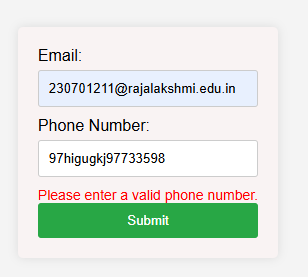 Email:
230701211@rajalakshmi.edu.in
Phone Number:
97higugkj97733598
Please enter a valid phone number.
Submit